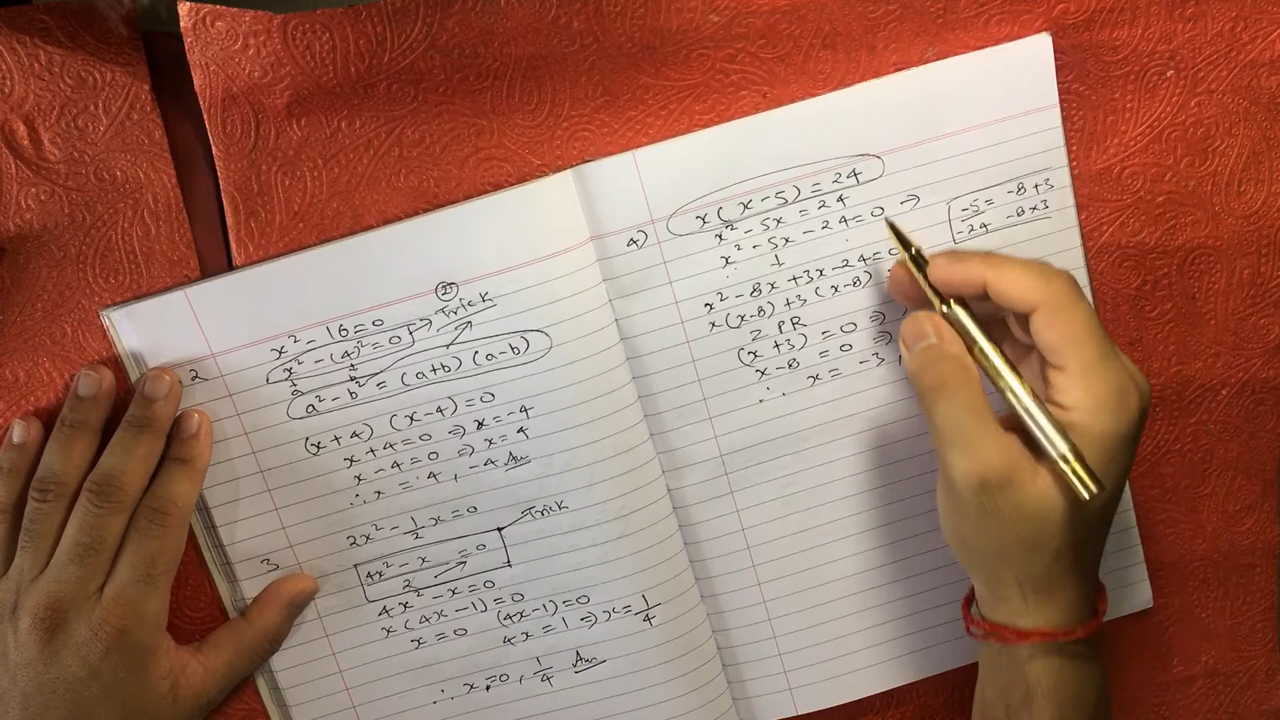 27
2
x² - 16 = 0
x² - (4)² = 0 → Trick
a b
a² - b² = (a+b) (a-b)
(x+4) (x-4) = 0
x+4=0 ⇒ x=-4
x-4=0 ⇒ x=4
∴ x = 4, -4 Ans
3
2x² - 1/2 x = 0
Trick
4x² - x / 2 = 0
4x² - x = 0
x(4x-1) = 0
x=0 (4x-1)=0
4x=1 ⇒ x=1/4
∴ x=0, 1/4 Ans
4)
x(x-5) = 24
x² - 5x = 24
x² - 5x - 24 = 0 ⇒
1
-5 = -8+3
-24 -8×3
x² - 8x + 3x - 24 = 0
x(x-8) + 3(x-8)
Z PR
(x+3) = 0 ⇒
x-8 = 0 ⇒
∴ x = -3,